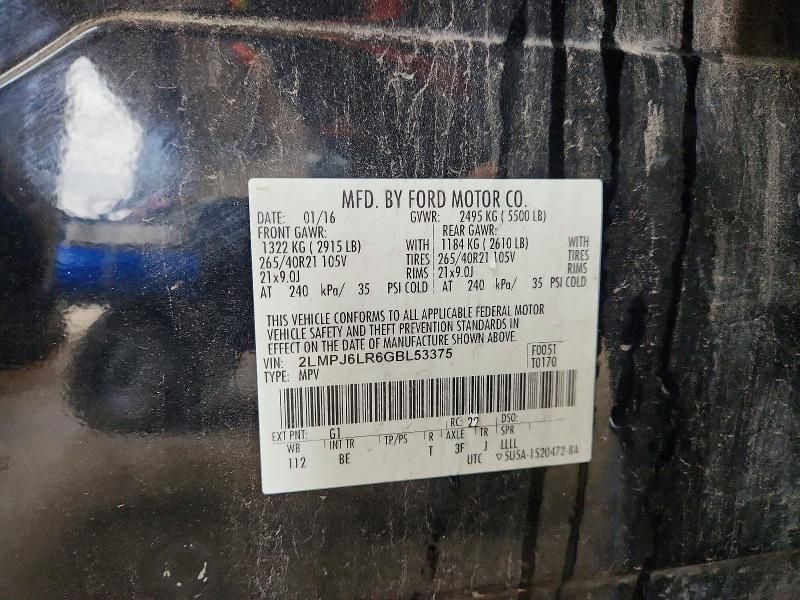 MFD. BY FORD MOTOR CO.
DATE: 01/16 GVWR: 2495 KG ( 5500 LB)
FRONT GAWR: REAR GAWR:
1322 KG ( 2915 LB) WITH 1184 KG ( 2610 LB) WITH
265/40R21 105V TIRES 265/40R21 105V TIRES
21x9.0J RIMS 21x9.0J RIMS
AT 240 kPa/ 35 PSI COLD AT 240 kPa/ 35 PSI COLD
THIS VEHICLE CONFORMS TO ALL APPLICABLE FEDERAL MOTOR
VEHICLE SAFETY AND THEFT PREVENTION STANDARDS IN
EFFECT ON THE DATE OF MANUFACTURE SHOWN ABOVE.
VIN: 2LMPJ6LR6GBL53375 F0051
TYPE: MPV T0170
EXT PNT: G1 RC: 22 DSO:
WB INT TR TP/PS R AXLE TR SPR
112 BE T 3F J LLLL
UTC ▽5U5A-1520472-BA